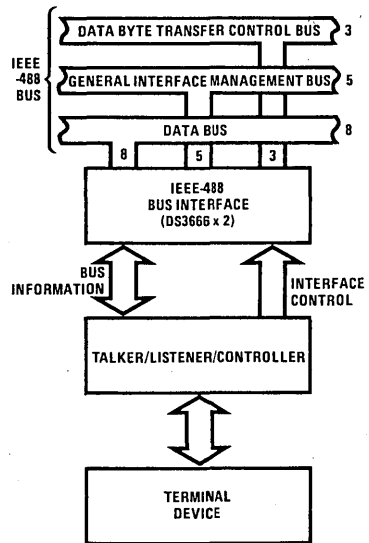 DATA BYTE TRANSFER CONTROL BUS 3
IEEE
-488
BUS
GENERAL INTERFACE MANAGEMENT BUS 5
DATA BUS 8
8 5 3
IEEE-488
BUS INTERFACE
(DS3666 x 2)
BUS
INFORMATION
INTERFACE
CONTROL
TALKER/LISTENER/CONTROLLER
TERMINAL
DEVICE